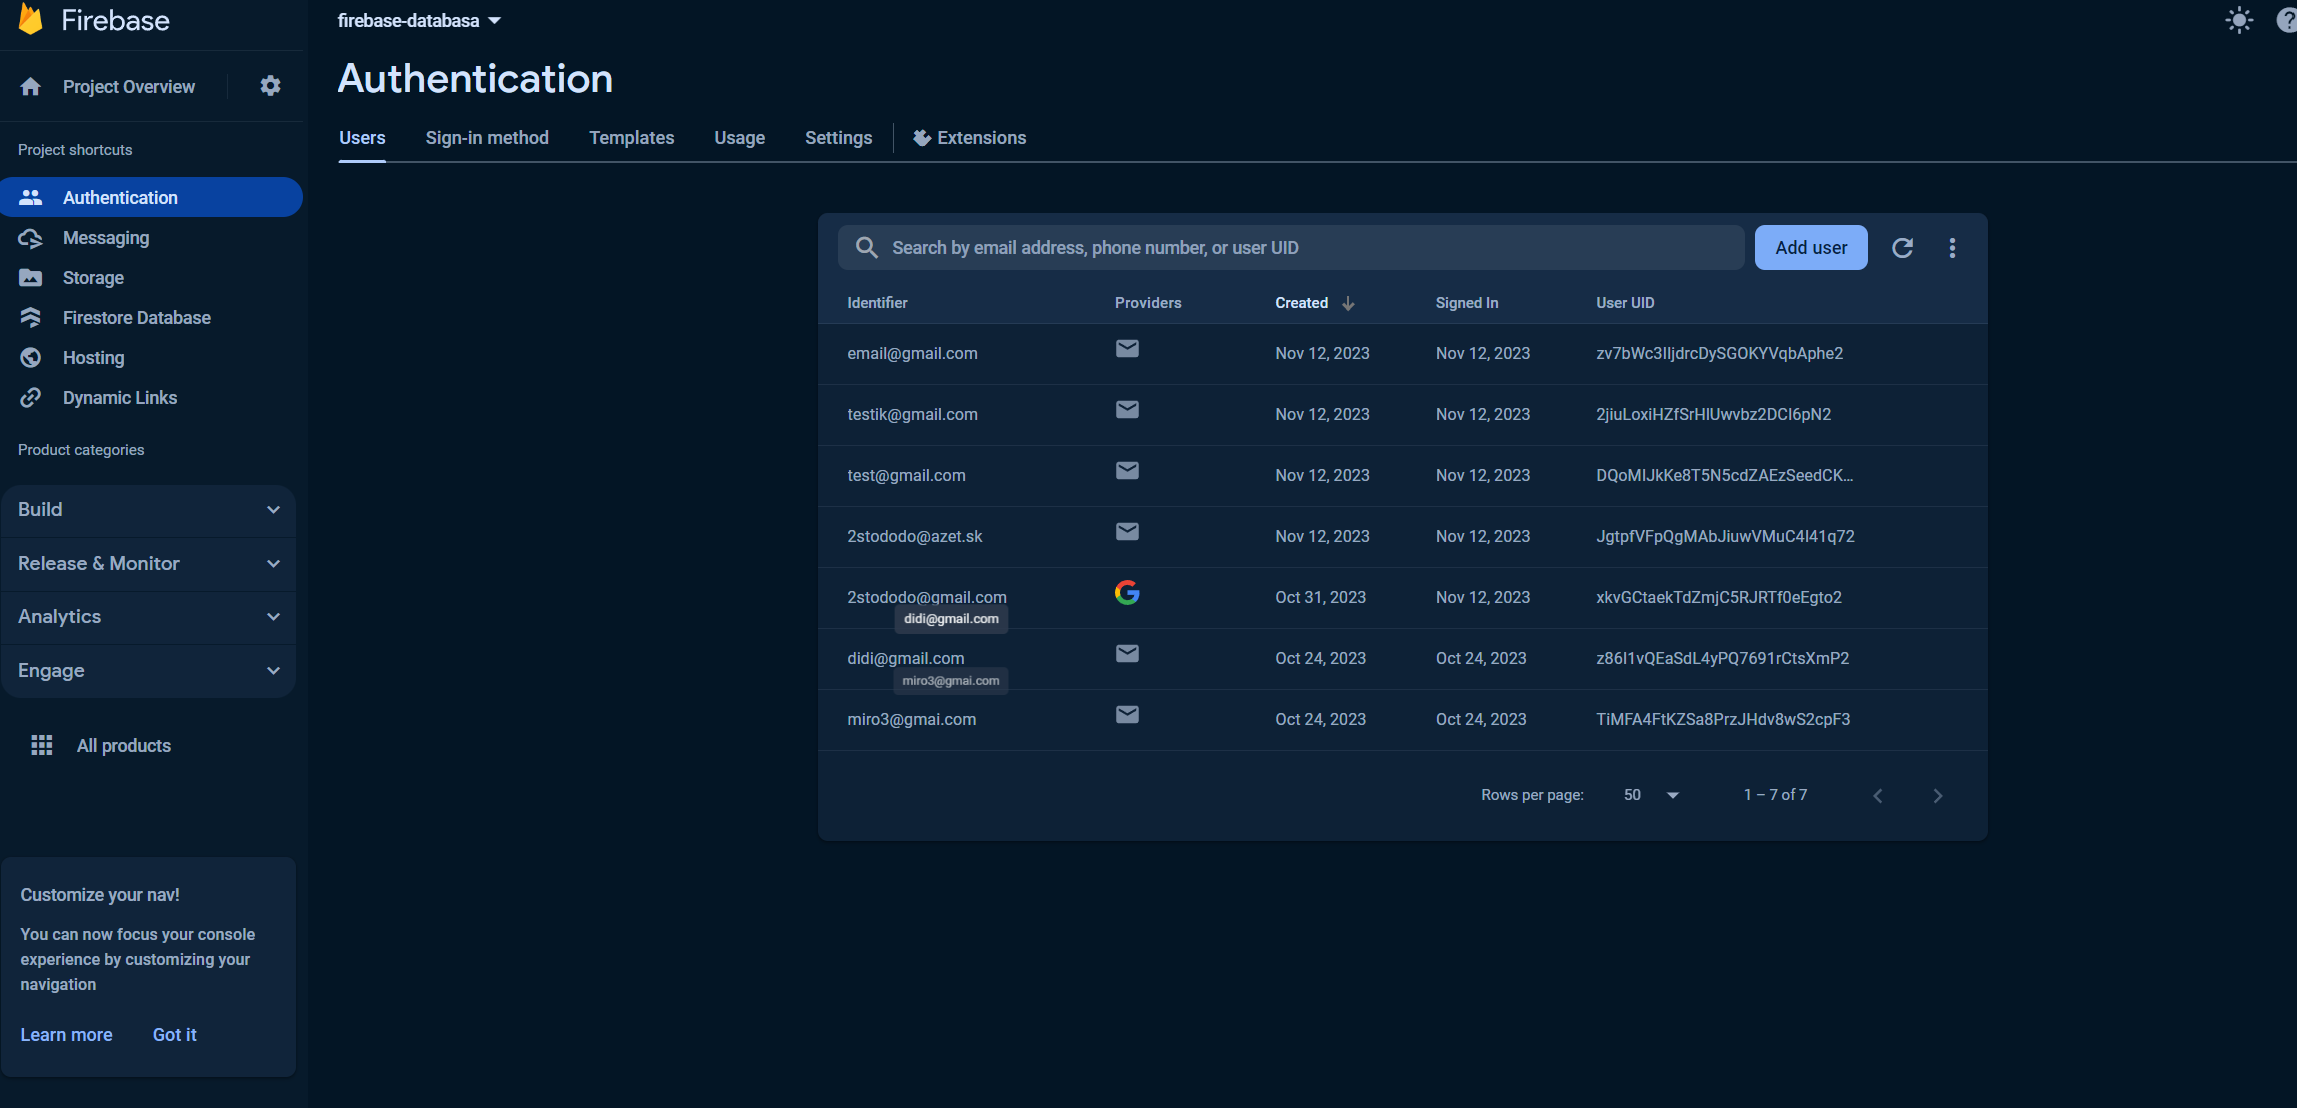 Firebase
firebase-databasa
Project Overview
Authentication
Users Sign-in method Templates Usage Settings Extensions
Project shortcuts
Authentication
Messaging
Storage
Firestore Database
Hosting
Dynamic Links
Product categories
Build
Release & Monitor
Analytics
Engage
All products
Customize your nav!
You can now focus your console
experience by customizing your
navigation
Learn more Got it
Search by email address, phone number, or user UID Add user
Identifier Providers Created Signed In User UID
email@gmail.com Nov 12, 2023 Nov 12, 2023 zv7bWc3IIjdrcDySGOKYVqbAphe2
testik@gmail.com Nov 12, 2023 Nov 12, 2023 2jiuLoxiHZfSrHIUwvbz2DCI6pN2
test@gmail.com Nov 12, 2023 Nov 12, 2023 DQoMIJkKe8T5N5cdZAEzSeedCK...
2stododo@azet.sk Nov 12, 2023 Nov 12, 2023 JgtpfVFpQgMAbJiuwVMuC4I41q72
2stododo@gmail.com Oct 31, 2023 Nov 12, 2023 xkvGCtaekTdZmjC5RJRTf0eEgto2
didi@gmail.com
didi@gmail.com Oct 24, 2023 Oct 24, 2023 z86I1vQEaSdL4yPQ7691rCtsXmP2
miro3@gmai.com
miro3@gmai.com Oct 24, 2023 Oct 24, 2023 TiMFA4FtKZSa8PrzJHdv8wS2cpF3
Rows per page: 50 1 – 7 of 7